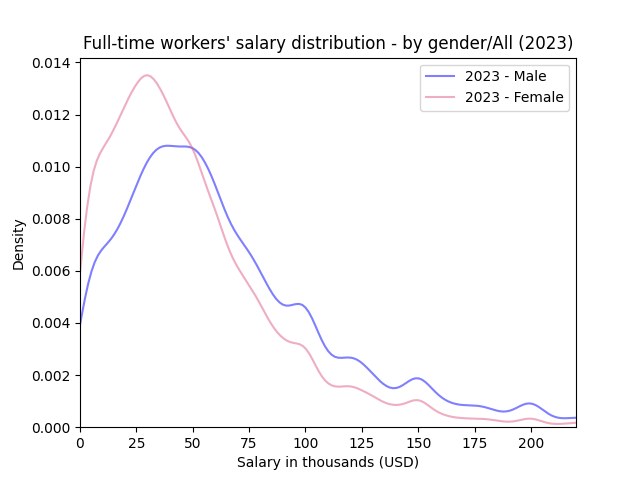 Full-time workers' salary distribution - by gender/All (2023)
2023 - Male
2023 - Female
Density
0.014
0.012
0.010
0.008
0.006
0.004
0.002
0.000
0 25 50 75 100 125 150 175 200
Salary in thousands (USD)